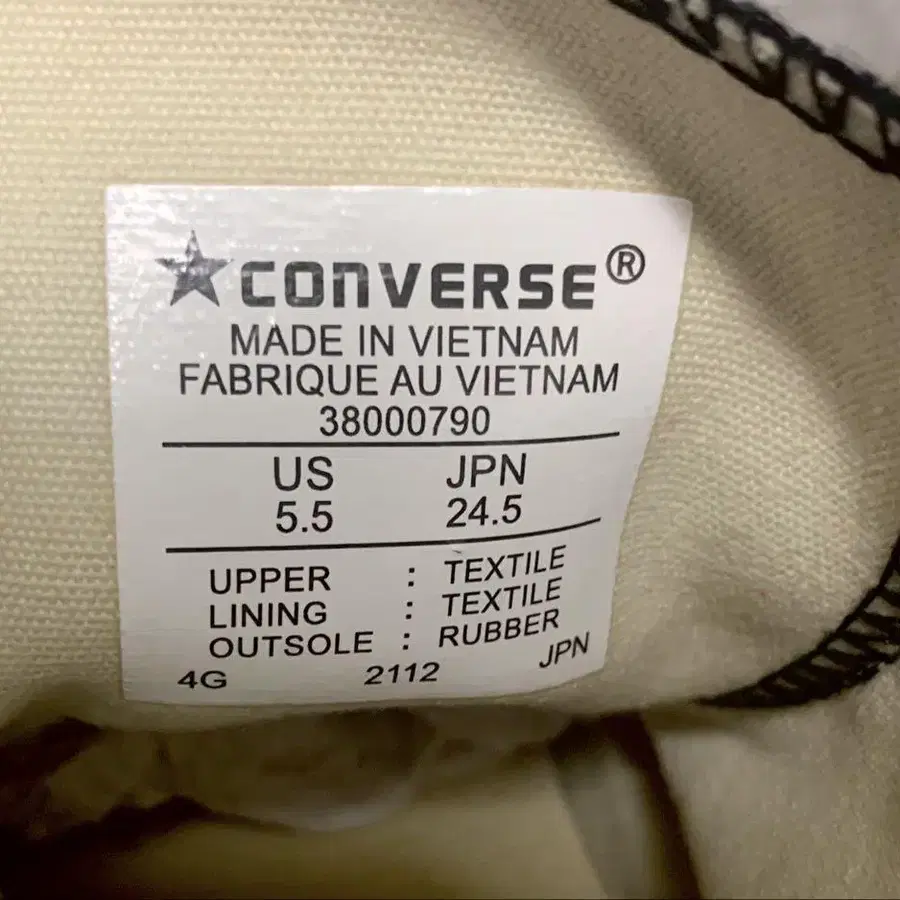 CONVERSE®
MADE IN VIETNAM
FABRIQUE AU VIETNAM
38000790
US JPN
5.5 24.5
UPPER : TEXTILE
LINING : TEXTILE
OUTSOLE : RUBBER
4G 2112 JPN